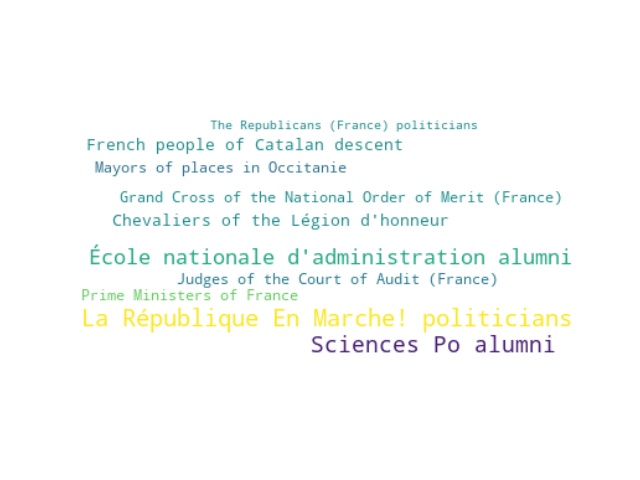 The Republicans (France) politicians
French people of Catalan descent
Mayors of places in Occitanie
Grand Cross of the National Order of Merit (France)
Chevaliers of the Légion d'honneur
École nationale d'administration alumni
Judges of the Court of Audit (France)
Prime Ministers of France
La République En Marche! politicians
Sciences Po alumni